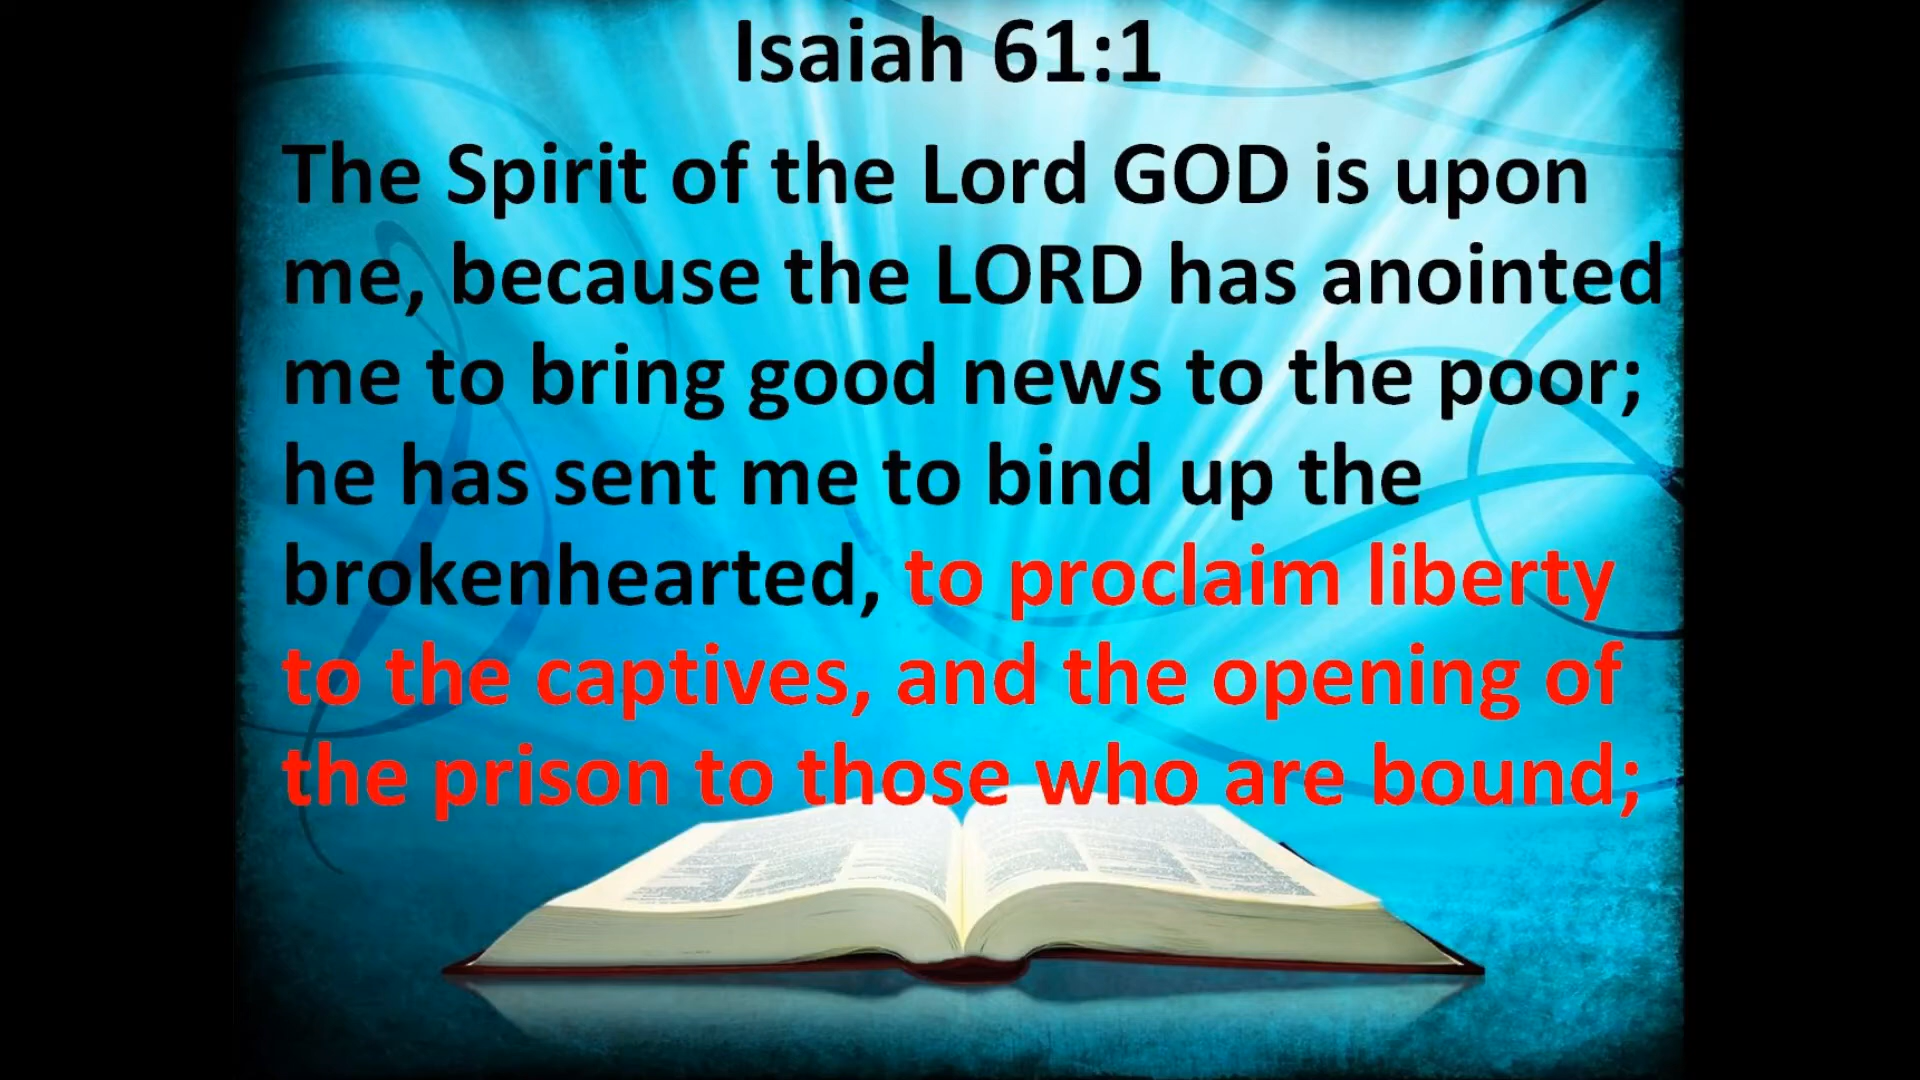 Isaiah 61:1
The Spirit of the Lord GOD is upon
me, because the LORD has anointed
me to bring good news to the poor;
he has sent me to bind up the
brokenhearted, to proclaim liberty
to the captives, and the opening of
the prison to those who are bound;